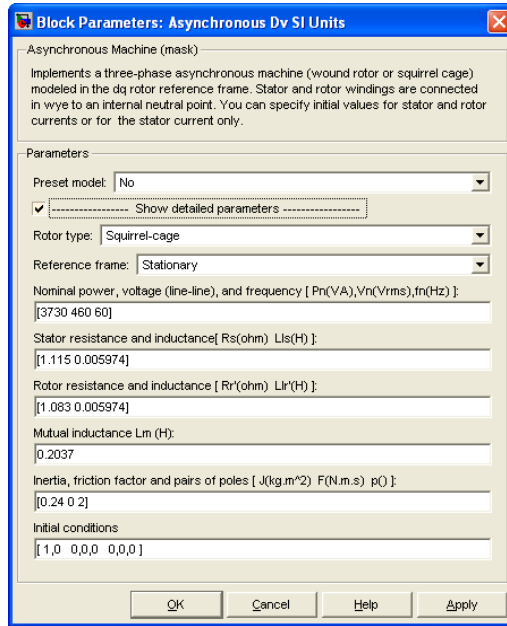 Block Parameters: Asynchronous Dv SI Units
Asynchronous Machine (mask)
Implements a three-phase asynchronous machine (wound rotor or squirrel cage)
modeled in the dq rotor reference frame. Stator and rotor windings are connected
in wye to an internal neutral point. You can specify initial values for stator and rotor
currents or for the stator current only.
Parameters
Preset model: No
----------------- Show detailed parameters -----------------
Rotor type: Squirrel-cage
Reference frame: Stationary
Nominal power, voltage (line-line), and frequency [ Pn(VA),Vn(Vrms),fn(Hz) ]:
[3730 460 60]
Stator resistance and inductance[ Rs(ohm) Lls(H) ]:
[1.115 0.005974]
Rotor resistance and inductance [ Rr'(ohm) Llr'(H) ]:
[1.083 0.005974]
Mutual inductance Lm (H):
0.2037
Inertia, friction factor and pairs of poles [ J(kg.m^2) F(N.m.s) p() ]:
[0.24 0 2]
Initial conditions
[ 1,0 0,0,0 0,0,0 ]
OK Cancel Help Apply